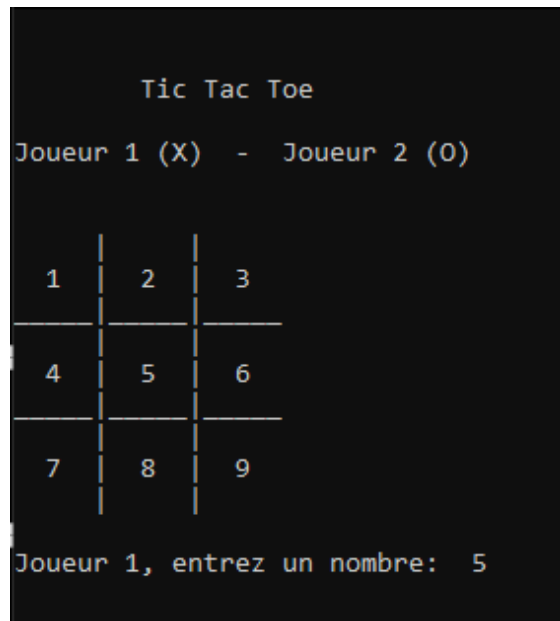 Tic Tac Toe
Joueur 1 (X) - Joueur 2 (O)
1 | 2 | 3
4 | 5 | 6
7 | 8 | 9
Joueur 1, entrez un nombre: 5